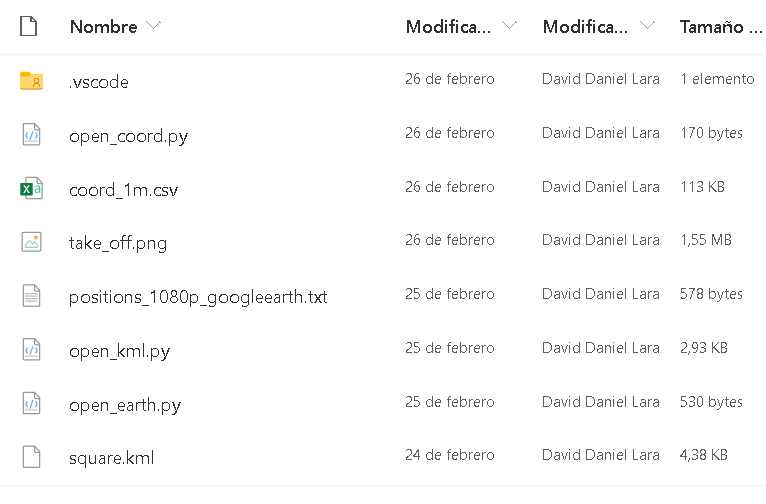 Nombre Modifica... Modifica... Tamaño ...
.vscode 26 de febrero David Daniel Lara 1 elemento
open_coord.py 26 de febrero David Daniel Lara 170 bytes
coord_1m.csv 26 de febrero David Daniel Lara 113 KB
take_off.png 26 de febrero David Daniel Lara 1,55 MB
positions_1080p_googleearth.txt 25 de febrero David Daniel Lara 578 bytes
open_kml.py 25 de febrero David Daniel Lara 2,93 KB
open_earth.py 25 de febrero David Daniel Lara 530 bytes
square.kml 24 de febrero David Daniel Lara 4,38 KB